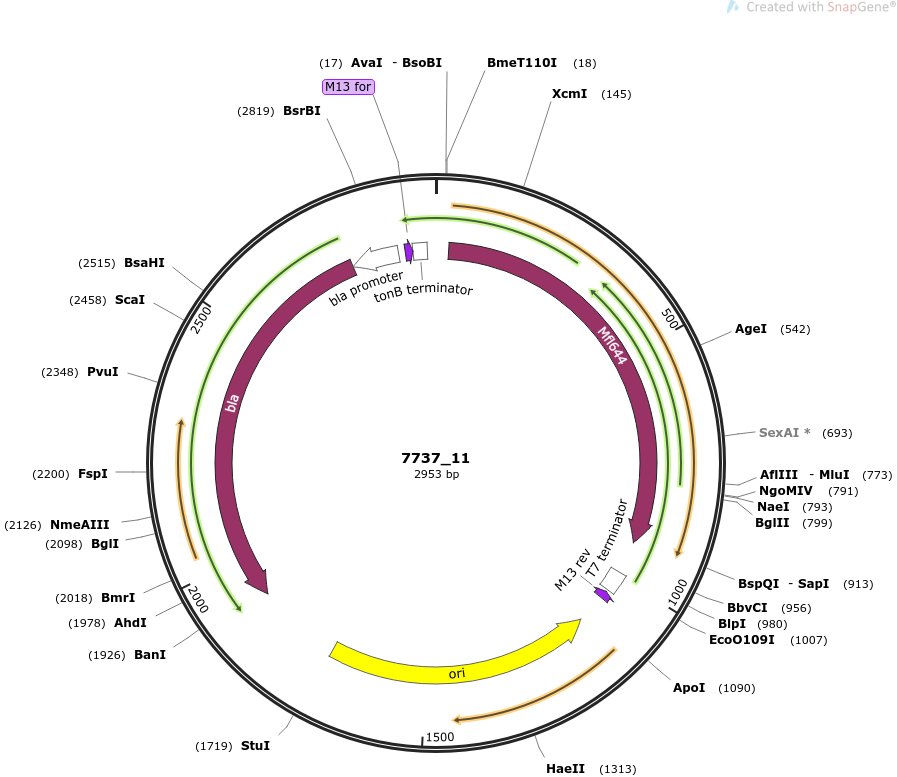 Created with SnapGene®
(17) AvaI - BsoBI
BmeT110I (18)
M13 for
XcmI (145)
(2819) BsrBI
(2515) BsaHI
(2458) ScaI
(2348) PvuI
(2200) FspI
(2126) NmeAIII
(2098) BglI
(2018) BmrI
(1978) AhdI
(1926) BanI
(1719) StuI
AgeI (542)
SexAI * (693)
AflIII - MluI (773)
NgoMIV (791)
NaeI (793)
BglII (799)
BspQI - SapI (913)
BbvCI (956)
BlpI (980)
EcoO109I (1007)
ApoI (1090)
HaeII (1313)
500
1000
1500
2000
2500
bla promoter
tonB terminator
Mfl644
bla
T7 terminator
M13 rev
ori
7737_11
2953 bp